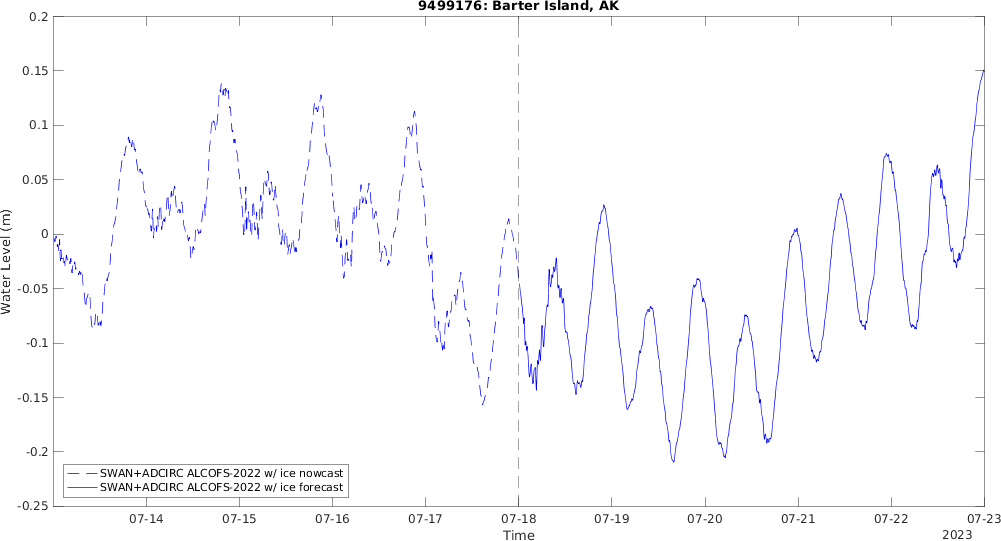 9499176: Barter Island, AK
0.2
0.15
0.1
0.05
0
-0.05
-0.1
-0.15
-0.2
-0.25
Water Level (m)
SWAN+ADCIRC ALCOFS-2022 w/ ice nowcast
SWAN+ADCIRC ALCOFS-2022 w/ ice forecast
07-14 07-15 07-16 07-17 07-18 07-19 07-20 07-21 07-22 07-23
Time
2023